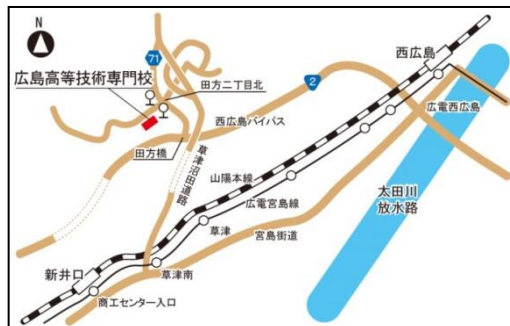 N
71
西広島
広島高等技術専門校
田方二丁目北
2
広電西広島
西広島バイパス
田方橋
草津沼田道路
山陽本線
太田川
放水路
広電宮島線
草津
宮島街道
新井口
草津南
商工センター入口